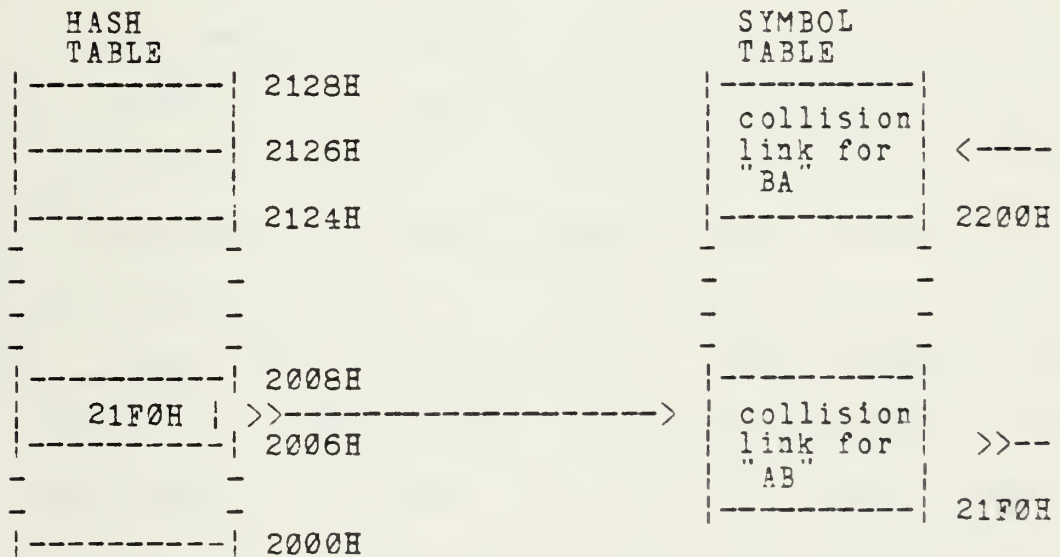 HASH
TABLE
2128H
2126H
2124H
2008H
21F0H
2006H
2000H
SYMBOL
TABLE
collision
link for
"BA"
2200H
collision
link for
"AB"
21F0H